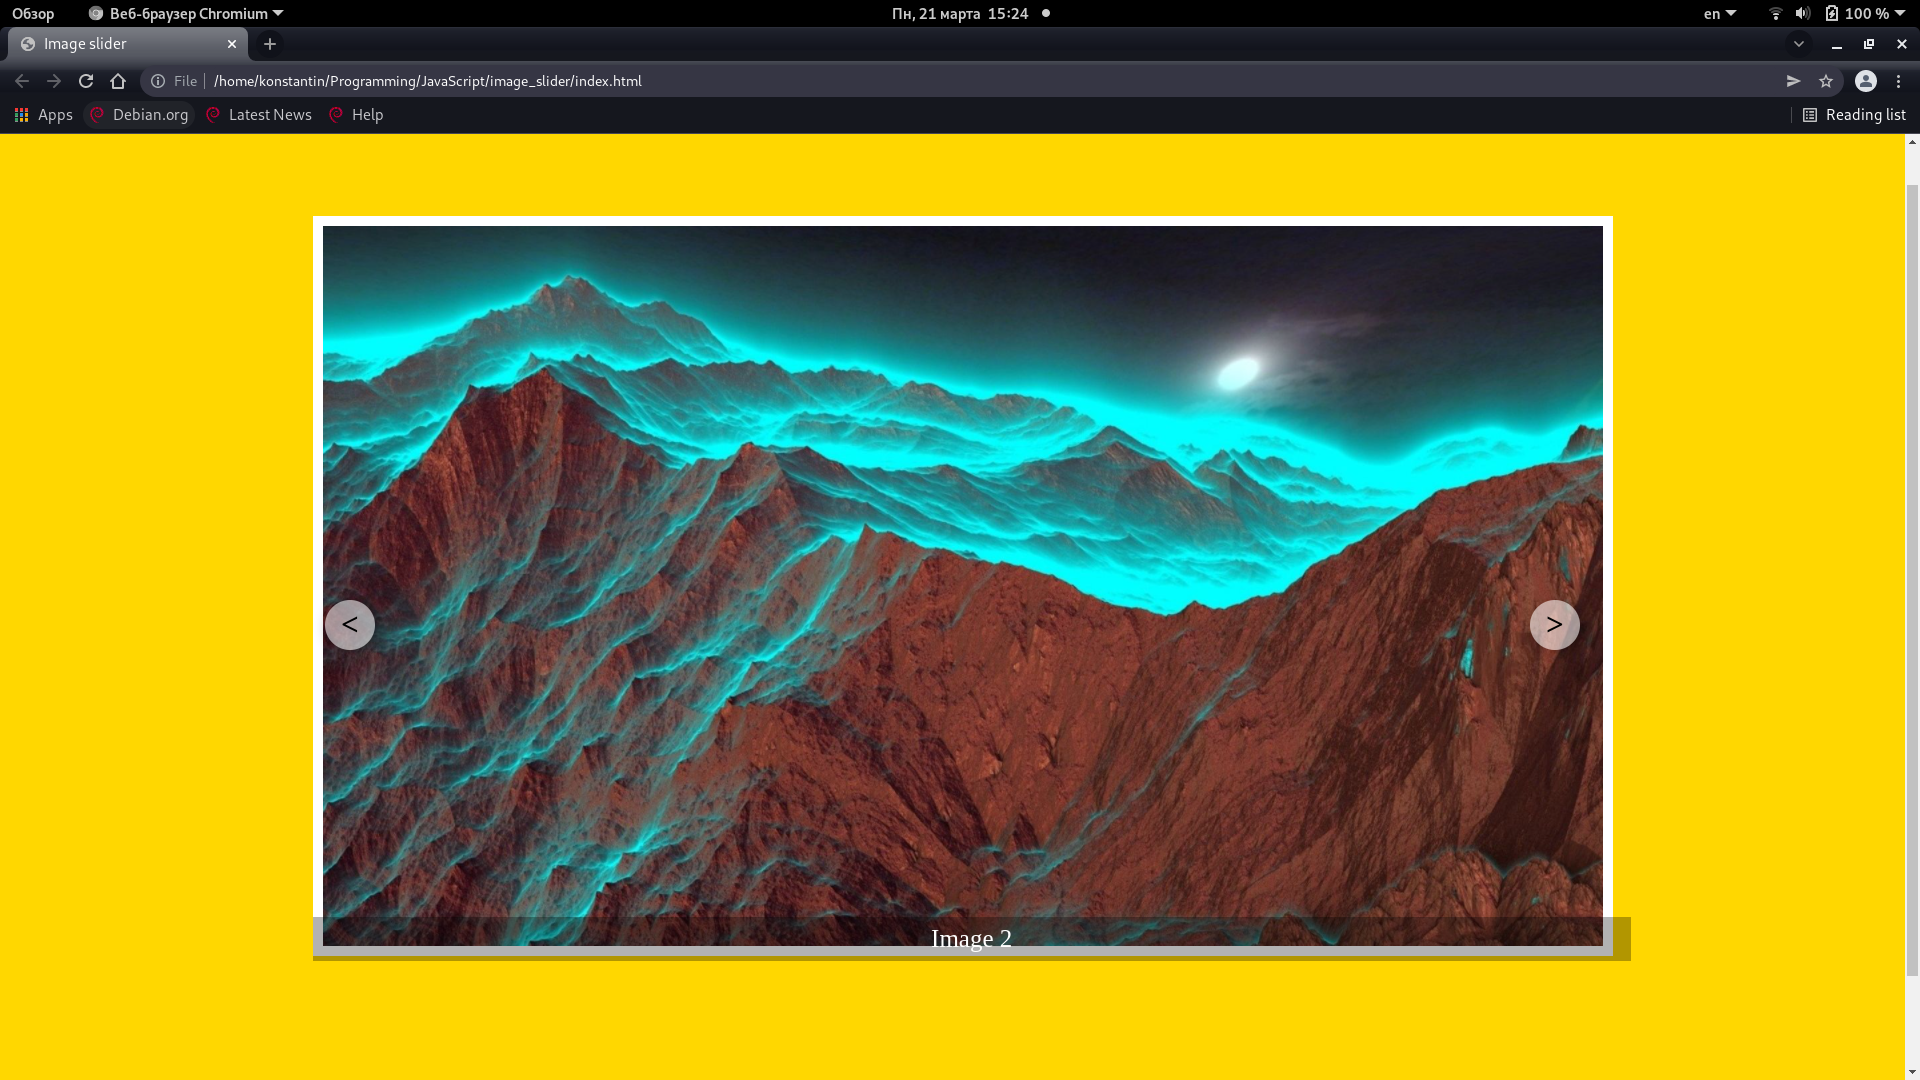 Обзор Веб-браузер Chromium Пн, 21 марта 15:24 en 100 %
Image slider
File /home/konstantin/Programming/JavaScript/image_slider/index.html
Apps Debian.org Latest News Help Reading list
< >
Image 2